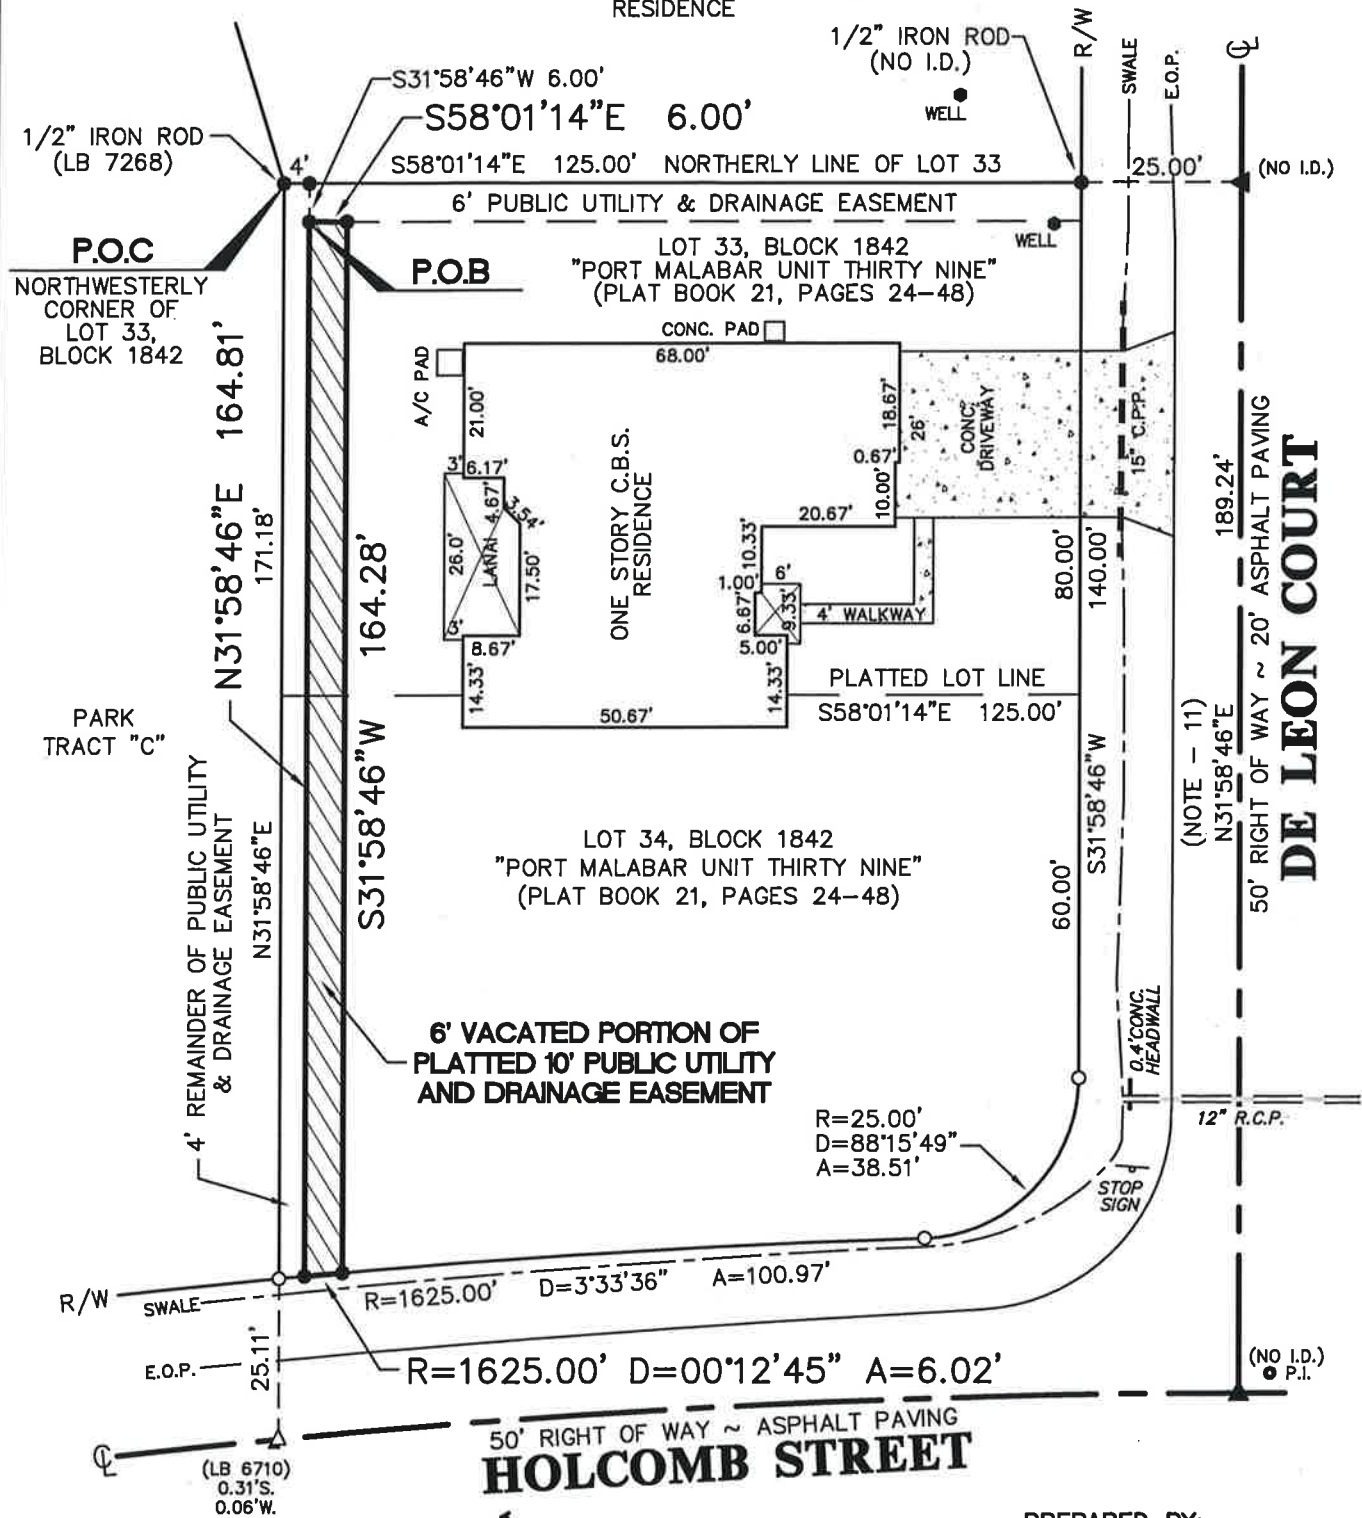 RESIDENCE
1/2" IRON ROD
(NO I.D.)
WELL
R/W
SWALE
E.O.P.
℄
S31°58'46"W 6.00'
S58°01'14"E 6.00'
1/2" IRON ROD
(LB 7268)
4'
S58°01'14"E 125.00' NORTHERLY LINE OF LOT 33
25.00'
(NO I.D.)
6' PUBLIC UTILITY & DRAINAGE EASEMENT
WELL
P.O.C
NORTHWESTERLY
CORNER OF
LOT 33,
BLOCK 1842
P.O.B
LOT 33, BLOCK 1842
"PORT MALABAR UNIT THIRTY NINE"
(PLAT BOOK 21, PAGES 24-48)
CONC. PAD
68.00'
A/C PAD
21.00'
18.67'
26'
CONC.
DRIVEWAY
15" C.P.P.
0.67'
10.00'
20.67'
3'
6.17'
4.67'
3.54'
26.0'
LANAI
17.50'
3'
8.67'
14.33'
ONE STORY C.B.S.
RESIDENCE
10.33'
1.00'
6'
6.67'
9.33'
5.00'
4' WALKWAY
14.33'
50.67'
PLATTED LOT LINE
S58°01'14"E 125.00'
80.00'
140.00'
189.24'
N31°58'46"E 164.81'
171.18'
S31°58'46"W 164.28'
PARK
TRACT "C"
4' REMAINDER OF PUBLIC UTILITY
& DRAINAGE EASEMENT
N31°58'46"E
LOT 34, BLOCK 1842
"PORT MALABAR UNIT THIRTY NINE"
(PLAT BOOK 21, PAGES 24-48)
60.00'
S31°58'46"W
(NOTE - 11)
N31°58'46"E
50' RIGHT OF WAY ~ 20' ASPHALT PAVING
DE LEON COURT
6' VACATED PORTION OF
PLATTED 10' PUBLIC UTILITY
AND DRAINAGE EASEMENT
0.4'CONC.
HEADWALL
12" R.C.P.
R=25.00'
D=88°15'49"
A=38.51'
STOP
SIGN
R/W
SWALE
R=1625.00' D=3°33'36" A=100.97'
E.O.P.
25.11'
R=1625.00' D=00°12'45" A=6.02'
(NO I.D.)
P.I.
℄
50' RIGHT OF WAY ~ ASPHALT PAVING
HOLCOMB STREET
(LB 6710)
0.31'S.
0.06'W.
PREPARED BY: